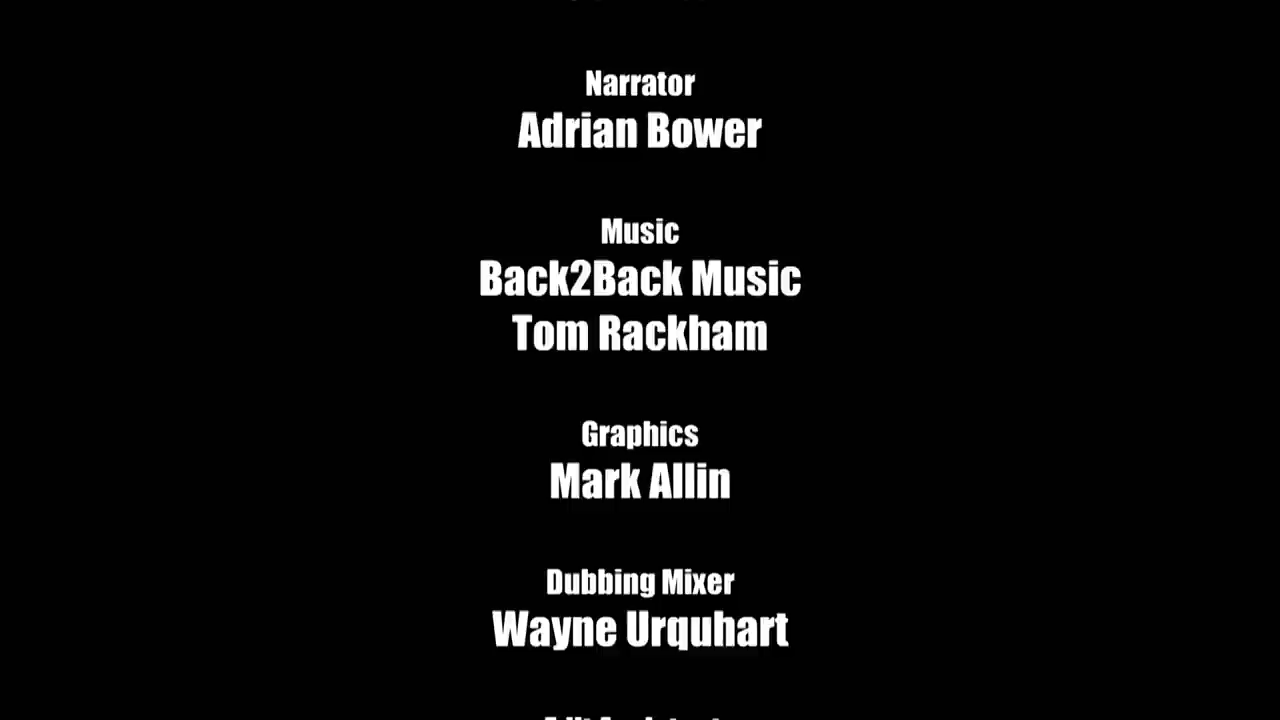 Narrator
Adrian Bower
Music
Back2Back Music
Tom Rackham
Graphics
Mark Allin
Dubbing Mixer
Wayne Urquhart